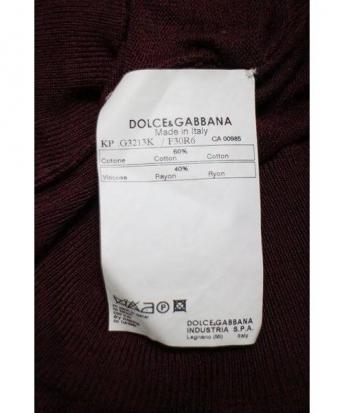 DOLCE&GABBANA
Made in Italy
KP G3213K / F30R6 CA 00985
60%
Cotone Cotton Cotton
40%
Viscose Rayon Ryon
A P
DOLCE&GABBANA
INDUSTRIA S.P.A.
Legnano (MI) Italy